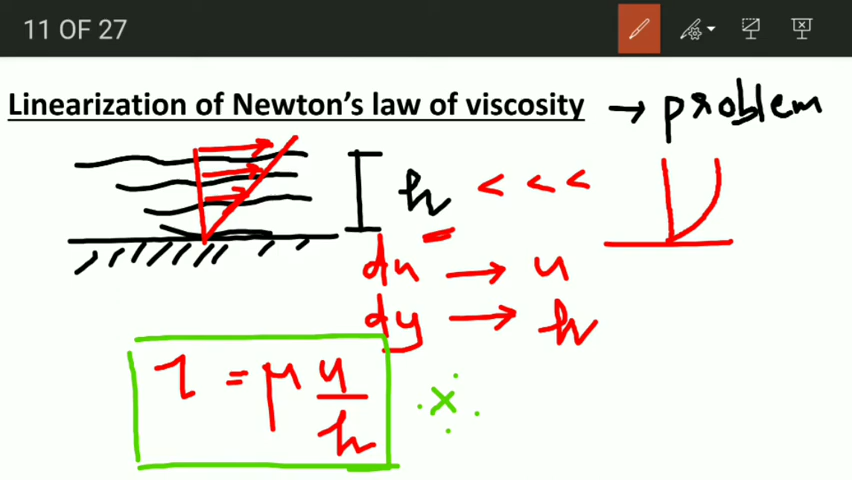 11 OF 27
Linearization of Newton's law of viscosity → problem
h <<<
du → u
dy → h
τ = μ u/h